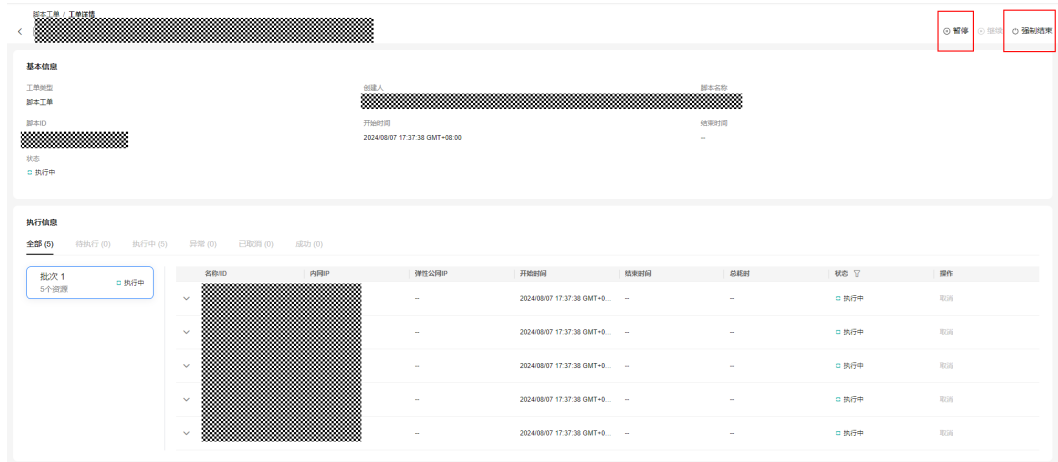 脚本工单 / 工单详情
暂停 继续 强制结束
基本信息
工单类型 创建人 脚本名称
脚本工单
脚本ID 开始时间 结束时间
2024/08/07 17:37:38 GMT+08:00 --
状态
执行中
执行信息
全部 (5) 待执行 (0) 执行中 (5) 异常 (0) 已取消 (0) 成功 (0)
批次 1 执行中
5个资源
名称/ID 内网IP 弹性公网IP 开始时间 结束时间 总耗时 状态 操作
-- 2024/08/07 17:37:38 GMT+0... -- -- 执行中 取消
-- 2024/08/07 17:37:38 GMT+0... -- -- 执行中 取消
-- 2024/08/07 17:37:38 GMT+0... -- -- 执行中 取消
-- 2024/08/07 17:37:38 GMT+0... -- -- 执行中 取消
-- 2024/08/07 17:37:38 GMT+0... -- -- 执行中 取消